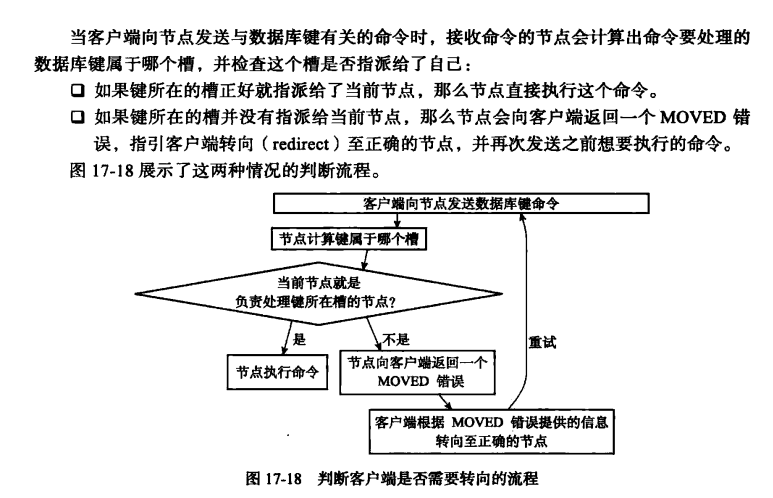 当客户端向节点发送与数据库键有关的命令时，接收命令的节点会计算出命令要处理的
数据库键属于哪个槽，并检查这个槽是否指派给了自己：
❑ 如果键所在的槽正好就指派给了当前节点，那么节点直接执行这个命令。
❑ 如果键所在的槽并没有指派给当前节点，那么节点会向客户端返回一个 MOVED 错
误，指引客户端转向（redirect）至正确的节点，并再次发送之前想要执行的命令。
图 17-18 展示了这两种情况的判断流程。
客户端向节点发送数据库键命令
节点计算键属于哪个槽
当前节点就是
负责处理键所在槽的节点？
是
不是
重试
节点执行命令
节点向客户端返回一个
MOVED 错误
客户端根据 MOVED 错误提供的信息
转向至正确的节点
图 17-18 判断客户端是否需要转向的流程